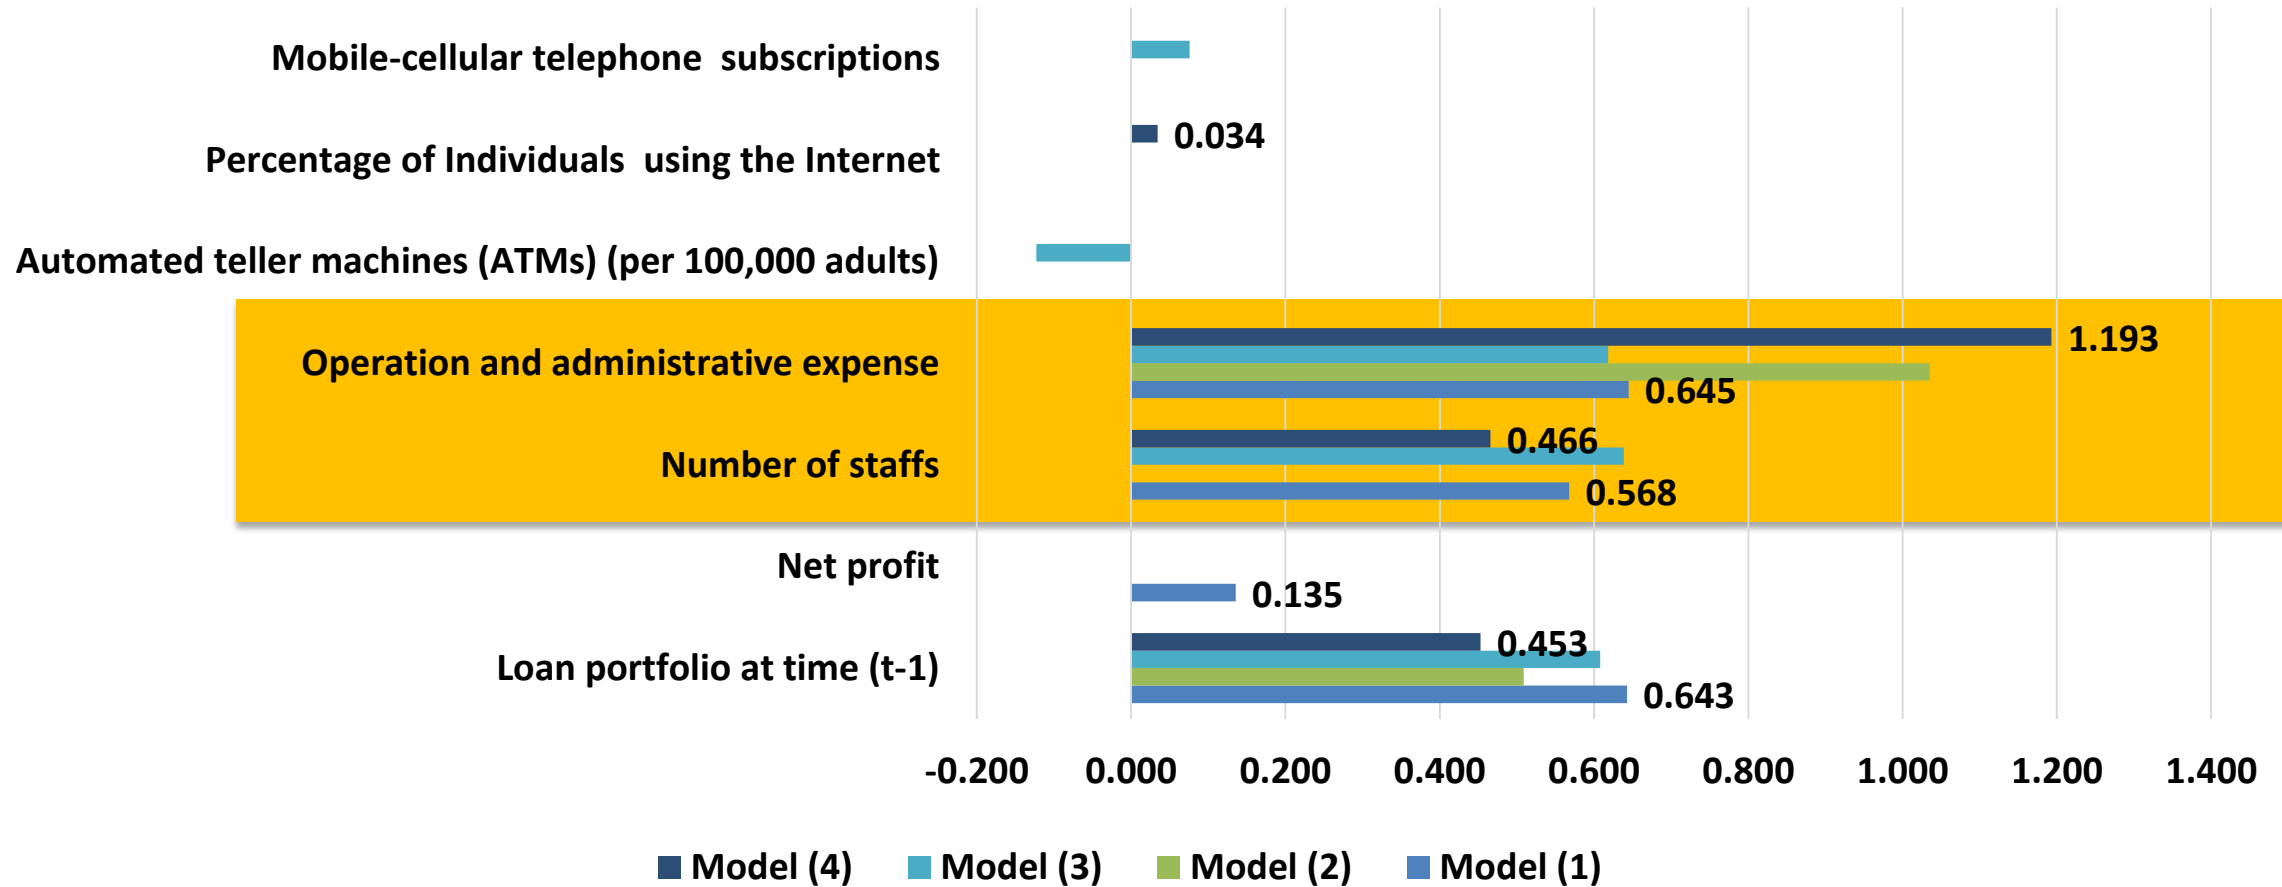 Mobile-cellular telephone  subscriptions
Percentage of Individuals  using the Internet
0.034
Automated teller machines (ATMs) (per 100,000 adults)
Operation and administrative expense
1.193
0.645
Number of staffs
0.466
0.568
Net profit
0.135
Loan portfolio at time (t-1)
0.453
0.643
-0.200 0.000 0.200 0.400 0.600 0.800 1.000 1.200 1.400
Model (4) Model (3) Model (2) Model (1)